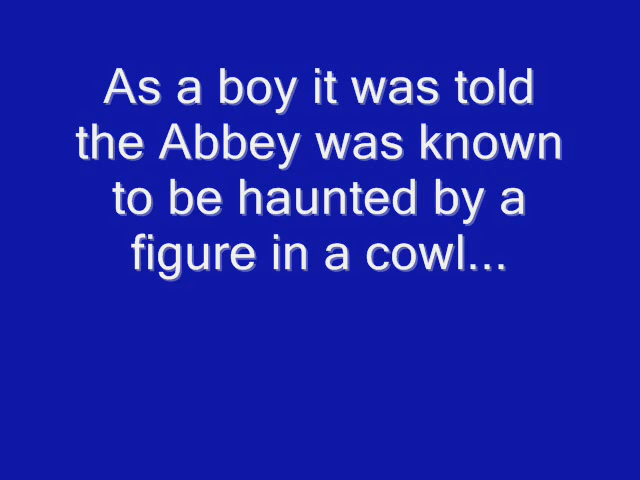 As a boy it was told
the Abbey was known
to be haunted by a
figure in a cowl...